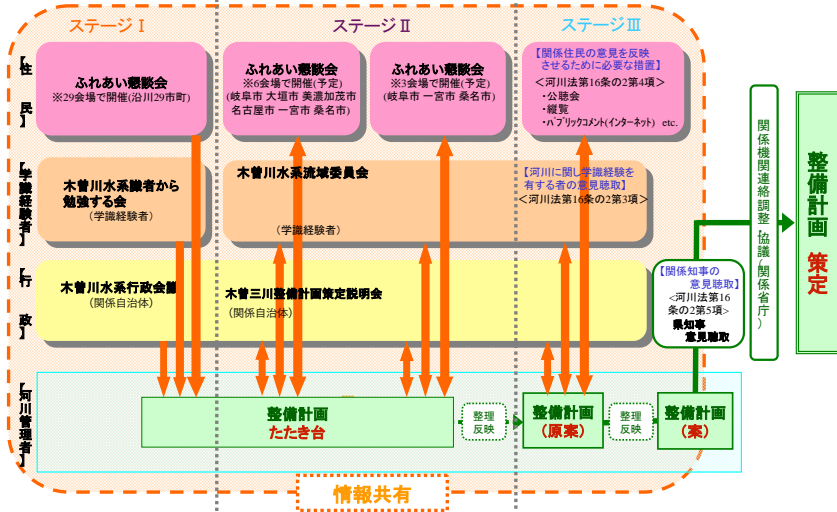 ステージⅠ
ステージⅡ
ステージⅢ
【住民】
ふれあい懇談会
※29会場で開催(沿川29市町)
ふれあい懇談会
※6会場で開催(予定)
(岐阜市 大垣市 美濃加茂市
名古屋市 一宮市 桑名市)
ふれあい懇談会
※3会場で開催(予定)
(岐阜市 一宮市 桑名市)
【関係住民の意見を反映
させるために必要な措置】
＜河川法第16条の2第4項＞
・公聴会
・縦覧
・パブリックコメント(インターネット) etc.
【学識経験者】
木曽川水系識者から
勉強する会
(学識経験者)
木曽川水系流域委員会
(学識経験者)
【河川に関し学識経験を
有する者の意見聴取】
＜河川法第16条の2第3項＞
【行政】
木曽川水系行政会議
(関係自治体)
木曽三川整備計画策定説明会
(関係自治体)
【関係知事の
意見聴取】
<河川法第16
条の2第5項>
県知事
意見聴取
関係機関連絡調整・協議(関係省庁)
整備計画 策定
【河川管理者】
整備計画
たたき台
整理
反映
整備計画
(原案)
整理
反映
整備計画
(案)
情報共有